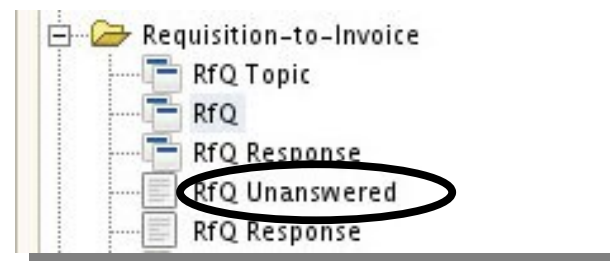 Requisition-to-Invoice
RfQ Topic
RfQ
RfQ Response
RfQ Unanswered
RfQ Response